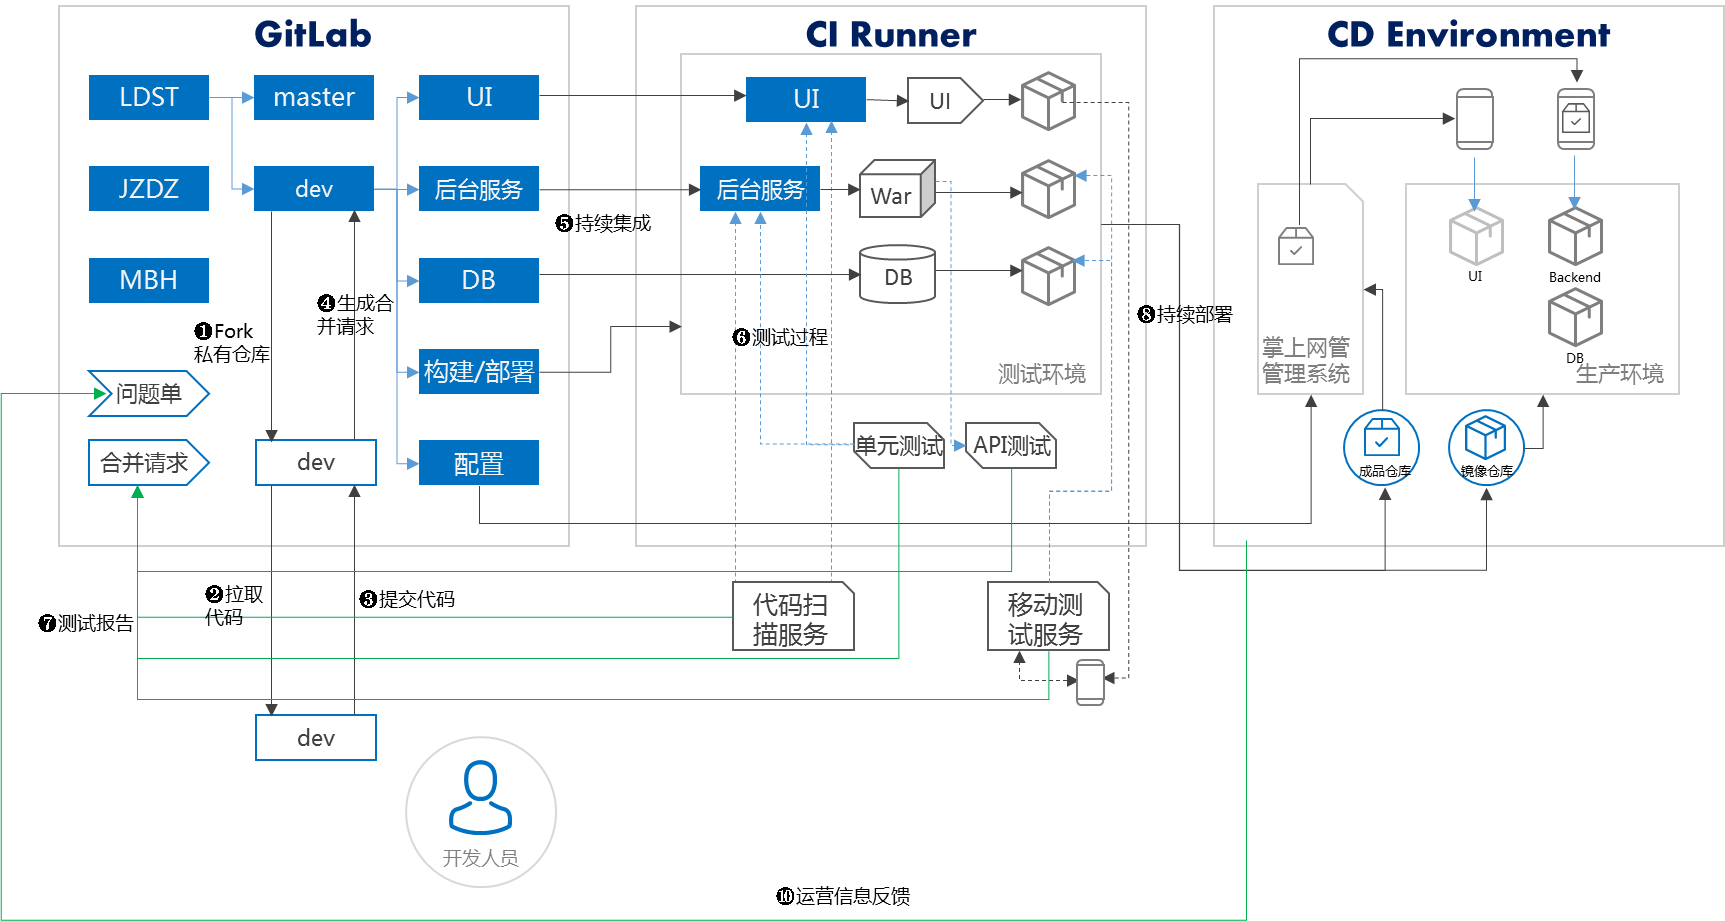 GitLab
CI Runner
CD Environment
LDST
master
UI
UI
UI
JZDZ
dev
后台服务
后台服务
War
❺持续集成
MBH
DB
DB
UI
Backend
❹生成合
并请求
❶Fork
私有仓库
❻测试过程
❽持续部署
掌上网管
管理系统
DB
生产环境
构建/部署
测试环境
问题单
合并请求
dev
配置
单元测试
API测试
成品仓库
镜像仓库
❷拉取
代码
❸提交代码
❼测试报告
代码扫
描服务
移动测
试服务
dev
开发人员
❿运营信息反馈